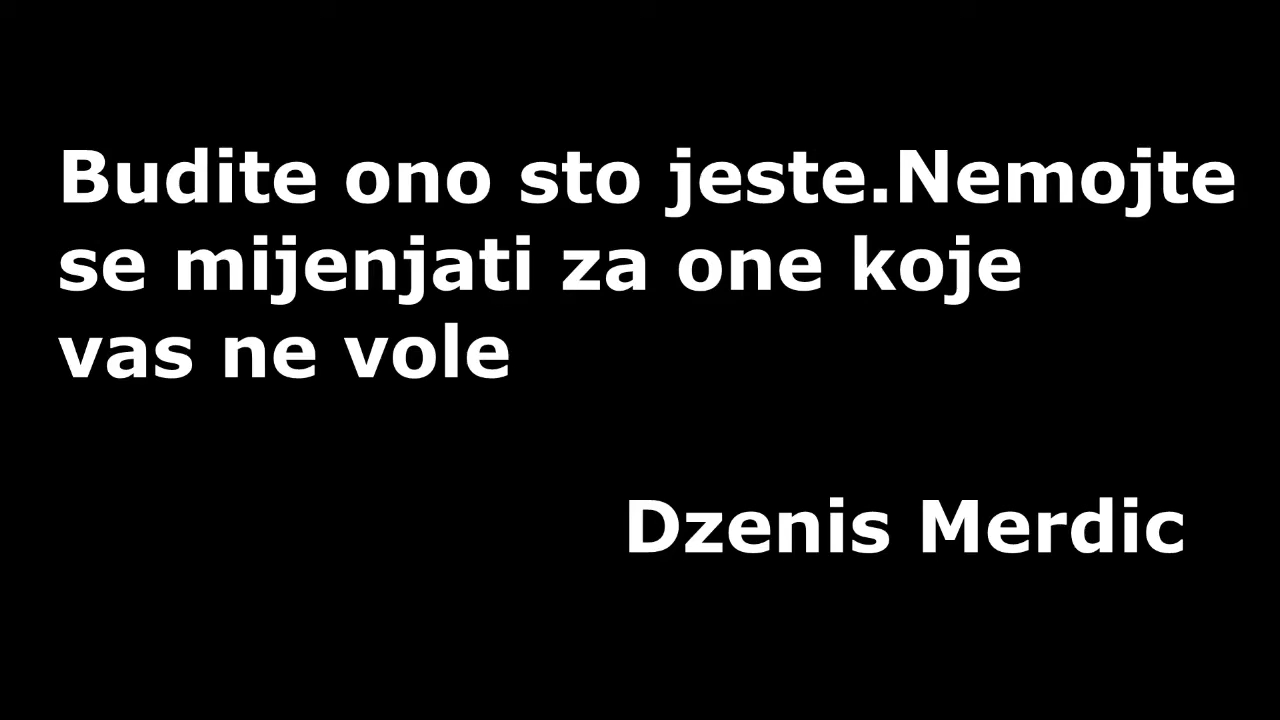 Budite ono sto jeste.Nemojte
se mijenjati za one koje
vas ne vole
Dzenis Merdic